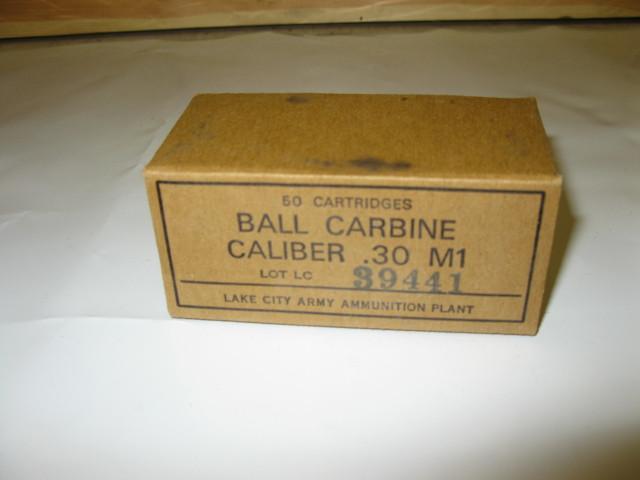 50 CARTRIDGES
BALL CARBINE
CALIBER .30 M1
LOT LC 39441
LAKE CITY ARMY AMMUNITION PLANT